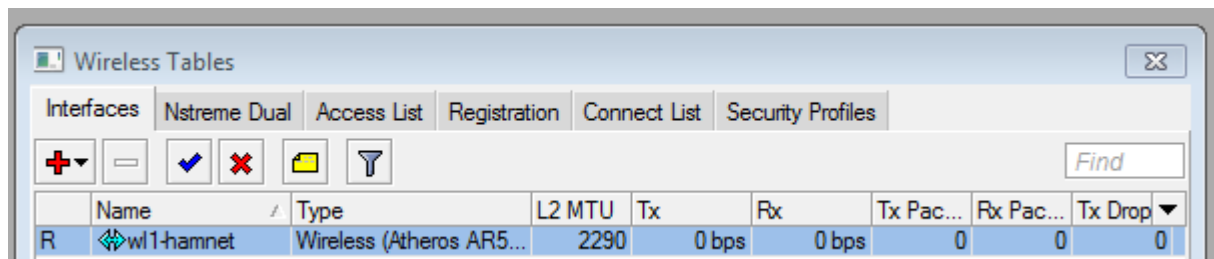 Wireless Tables
Interfaces Nstreme Dual Access List Registration Connect List Security Profiles
Find
Name Type L2 MTU Tx Rx Tx Pac... Rx Pac... Tx Drop
R wl1-hamnet Wireless (Atheros AR5... 2290 0 bps 0 bps 0 0 0